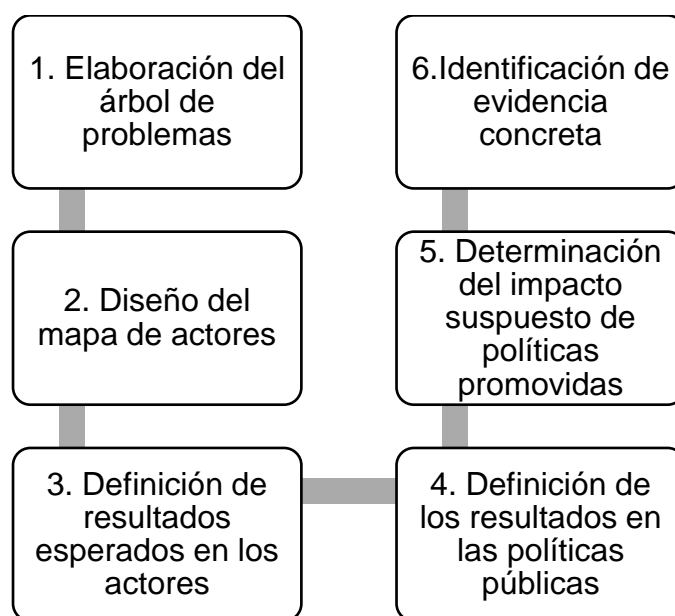 1. Elaboración del
árbol de
problemas
2. Diseño del
mapa de actores
3. Definición de
resultados
esperados en los
actores
4. Definición de
los resultados en
las políticas
públicas
5. Determinación
del impacto
suspuesto de
políticas
promovidas
6.Identificación de
evidencia
concreta